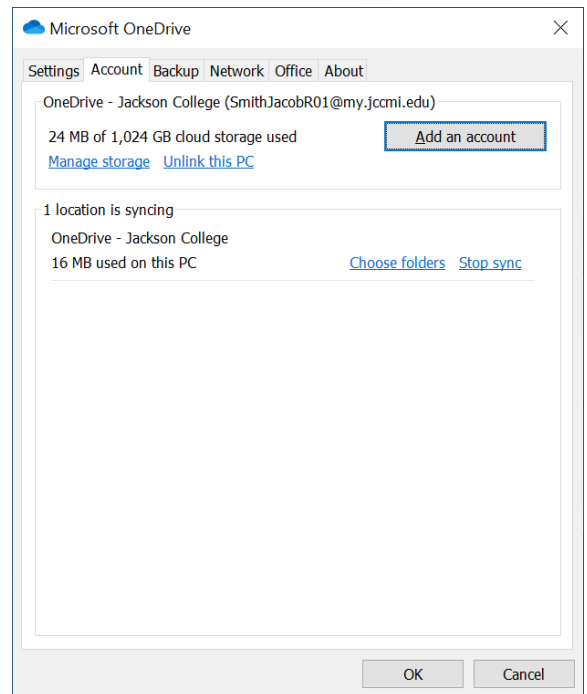 Microsoft OneDrive
Settings Account Backup Network Office About
OneDrive - Jackson College (SmithJacobR01@my.jccmi.edu)
24 MB of 1,024 GB cloud storage used Add an account
Manage storage Unlink this PC
1 location is syncing
OneDrive - Jackson College
16 MB used on this PC Choose folders Stop sync
OK Cancel